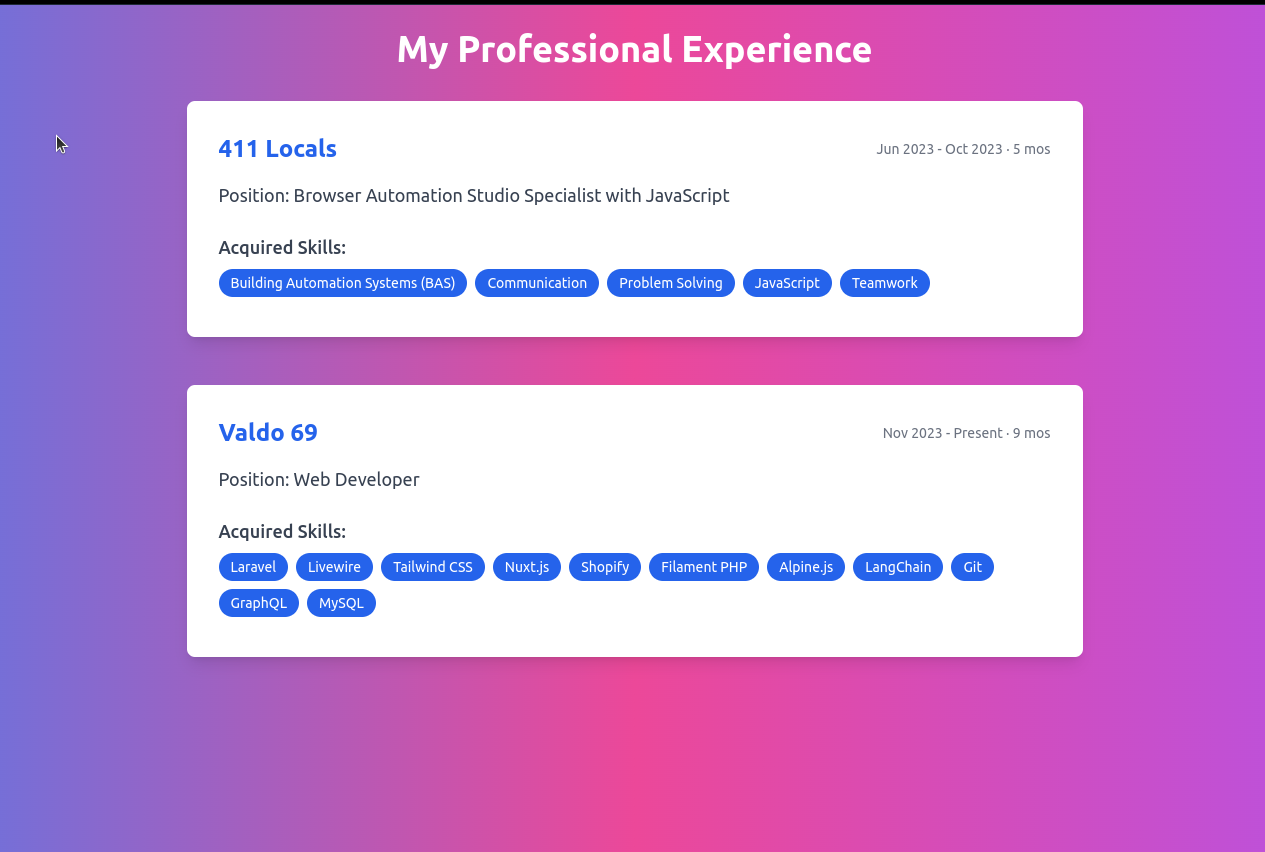 My Professional Experience
411 Locals
Jun 2023 - Oct 2023 · 5 mos
Position: Browser Automation Studio Specialist with JavaScript
Acquired Skills:
Building Automation Systems (BAS) Communication Problem Solving JavaScript Teamwork
Valdo 69
Nov 2023 - Present · 9 mos
Position: Web Developer
Acquired Skills:
Laravel Livewire Tailwind CSS Nuxt.js Shopify Filament PHP Alpine.js LangChain Git
GraphQL MySQL